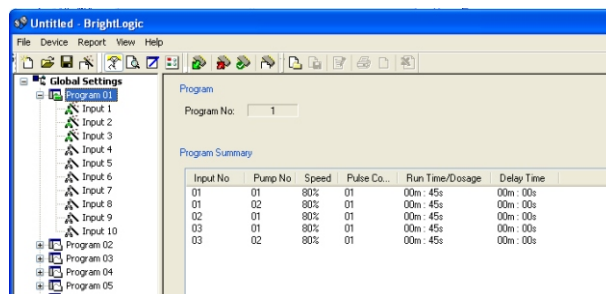 Untitled - BrightLogic
File Device Report View Help
Global Settings
Program 01
Input 1
Input 2
Input 3
Input 4
Input 5
Input 6
Input 7
Input 8
Input 9
Input 10
Program 02
Program 03
Program 04
Program 05
Program
Program No: 1
Program Summary
Input No Pump No Speed Pulse Co... Run Time/Dosage Delay Time
01 01 80% 01 00m : 45s 00m : 00s
01 02 80% 01 00m : 45s 00m : 00s
02 01 80% 01 00m : 45s 00m : 00s
03 01 80% 01 00m : 45s 00m : 00s
03 02 80% 01 00m : 45s 00m : 00s